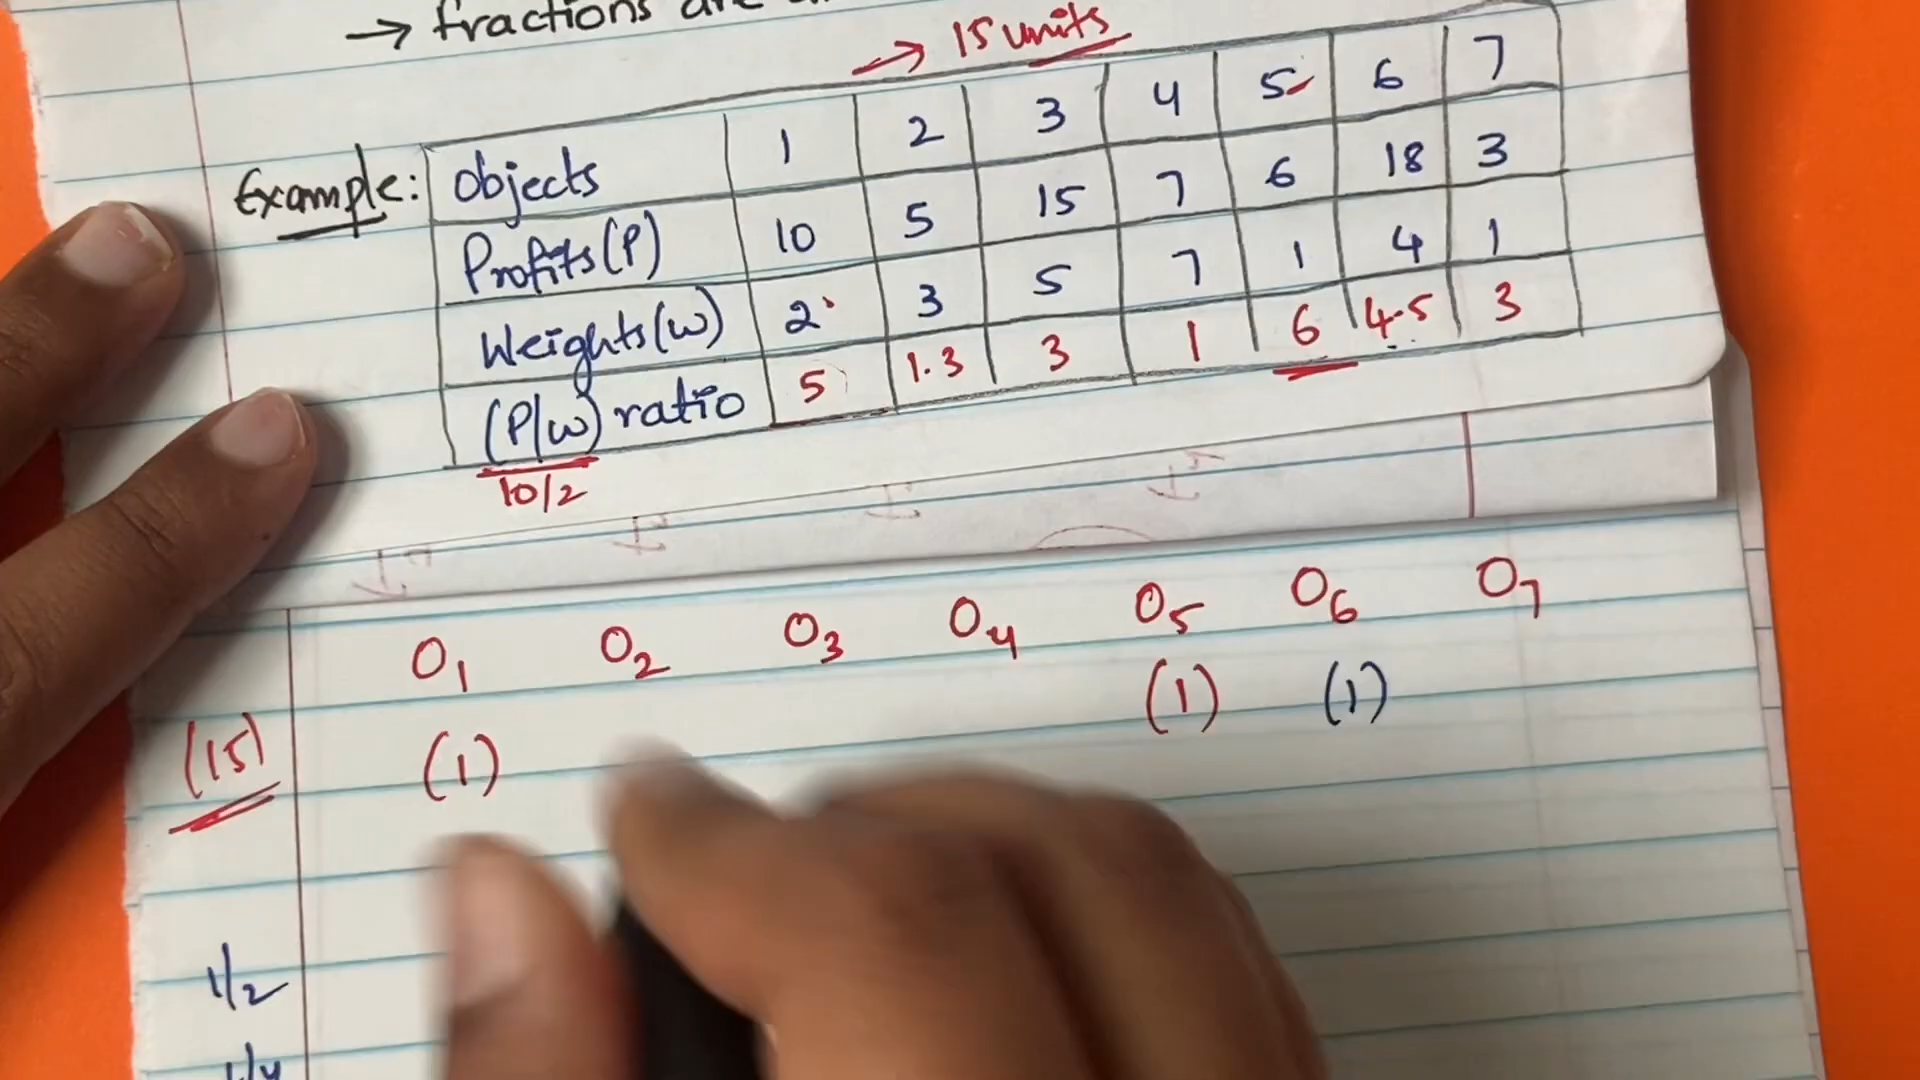 → fractions are
→ 15 units
Example: Objects 1 2 3 4 5 6 7
Profits (P) 10 5 15 7 6 18 3
Weights (w) 2 3 5 7 1 4 1
(P/w) ratio 5 1.3 3 1 6 4.5 3
10/2
O1 O2 O3 O4 O5 O6 O7
(15) (1) (1) (1)
1/2